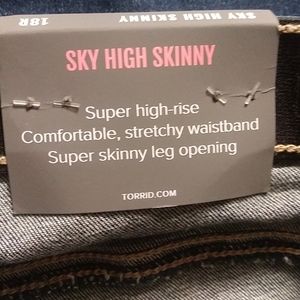 18R
SKY HIGH SKINNY
SKY HIGH SKINNY
Super high-rise
Comfortable, stretchy waistband
Super skinny leg opening
TORRID.COM